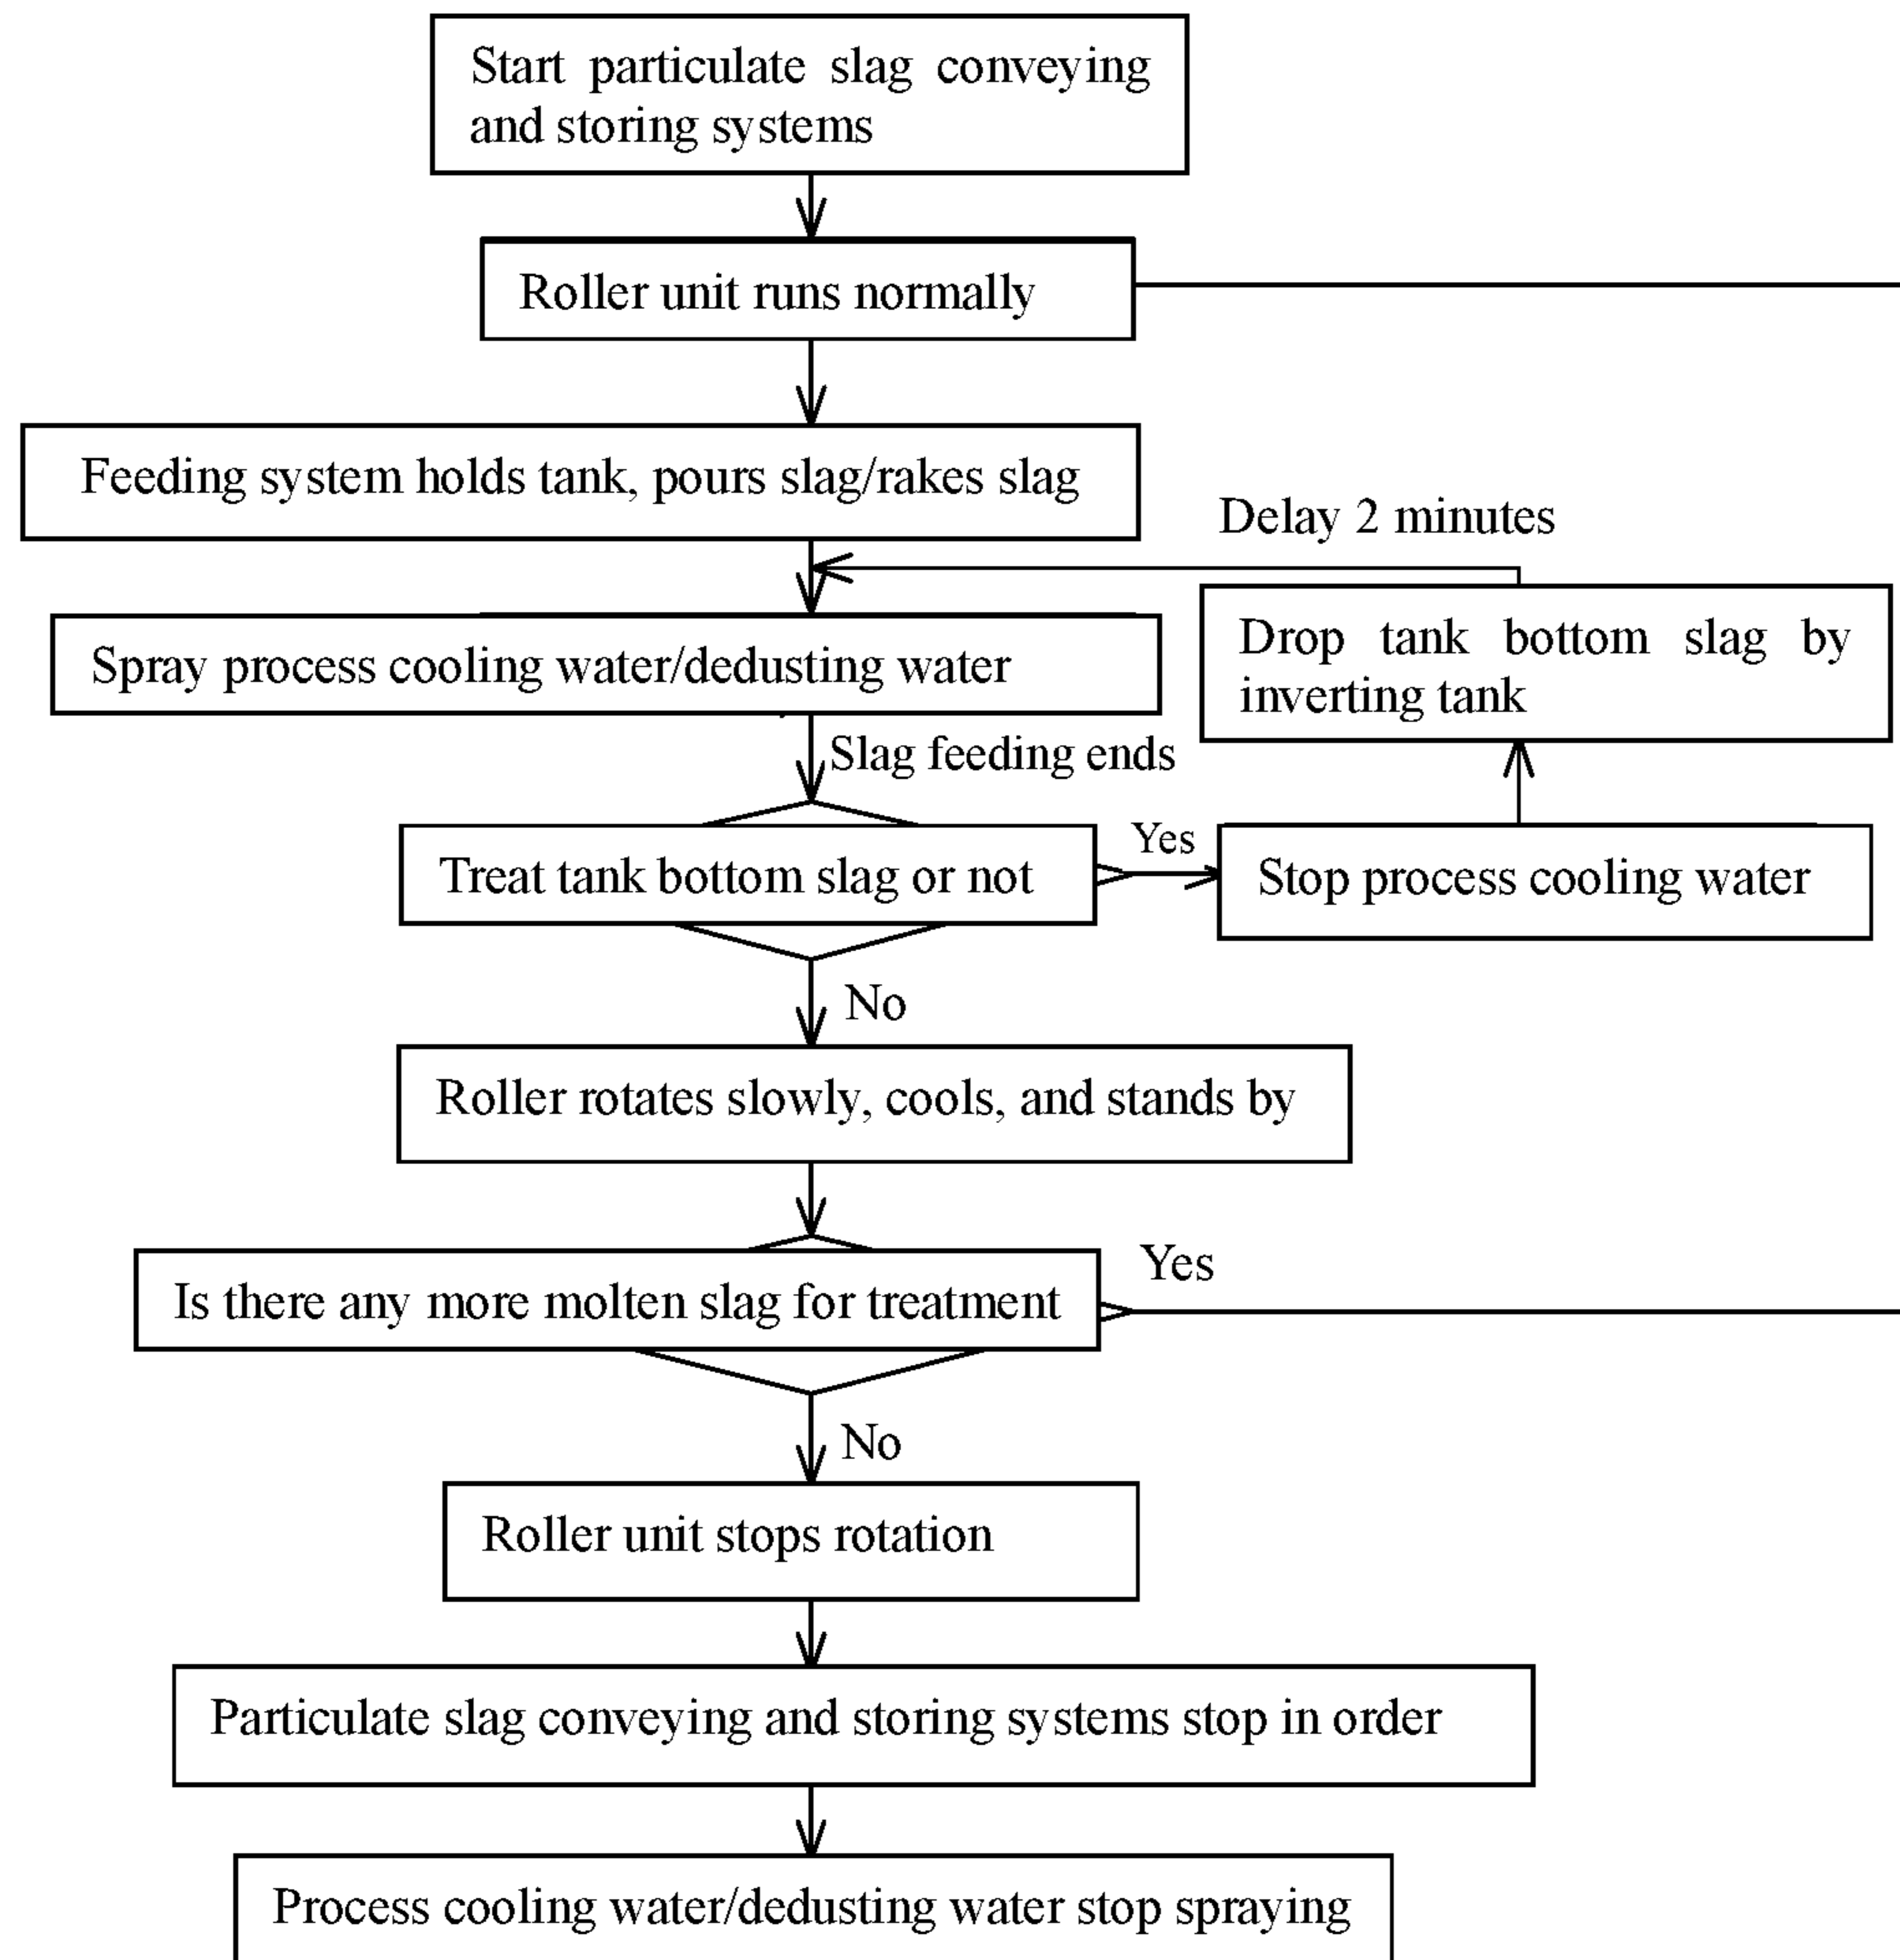 Start particulate slag conveying
and storing systems
Roller unit runs normally
Feeding system holds tank, pours slag/rakes slag
Delay 2 minutes
Spray process cooling water/dedusting water
Drop tank bottom slag by
inverting tank
Slag feeding ends
Treat tank bottom slag or not
Yes
Stop process cooling water
No
Roller rotates slowly, cools, and stands by
Is there any more molten slag for treatment
Yes
No
Roller unit stops rotation
Particulate slag conveying and storing systems stop in order
Process cooling water/dedusting water stop spraying